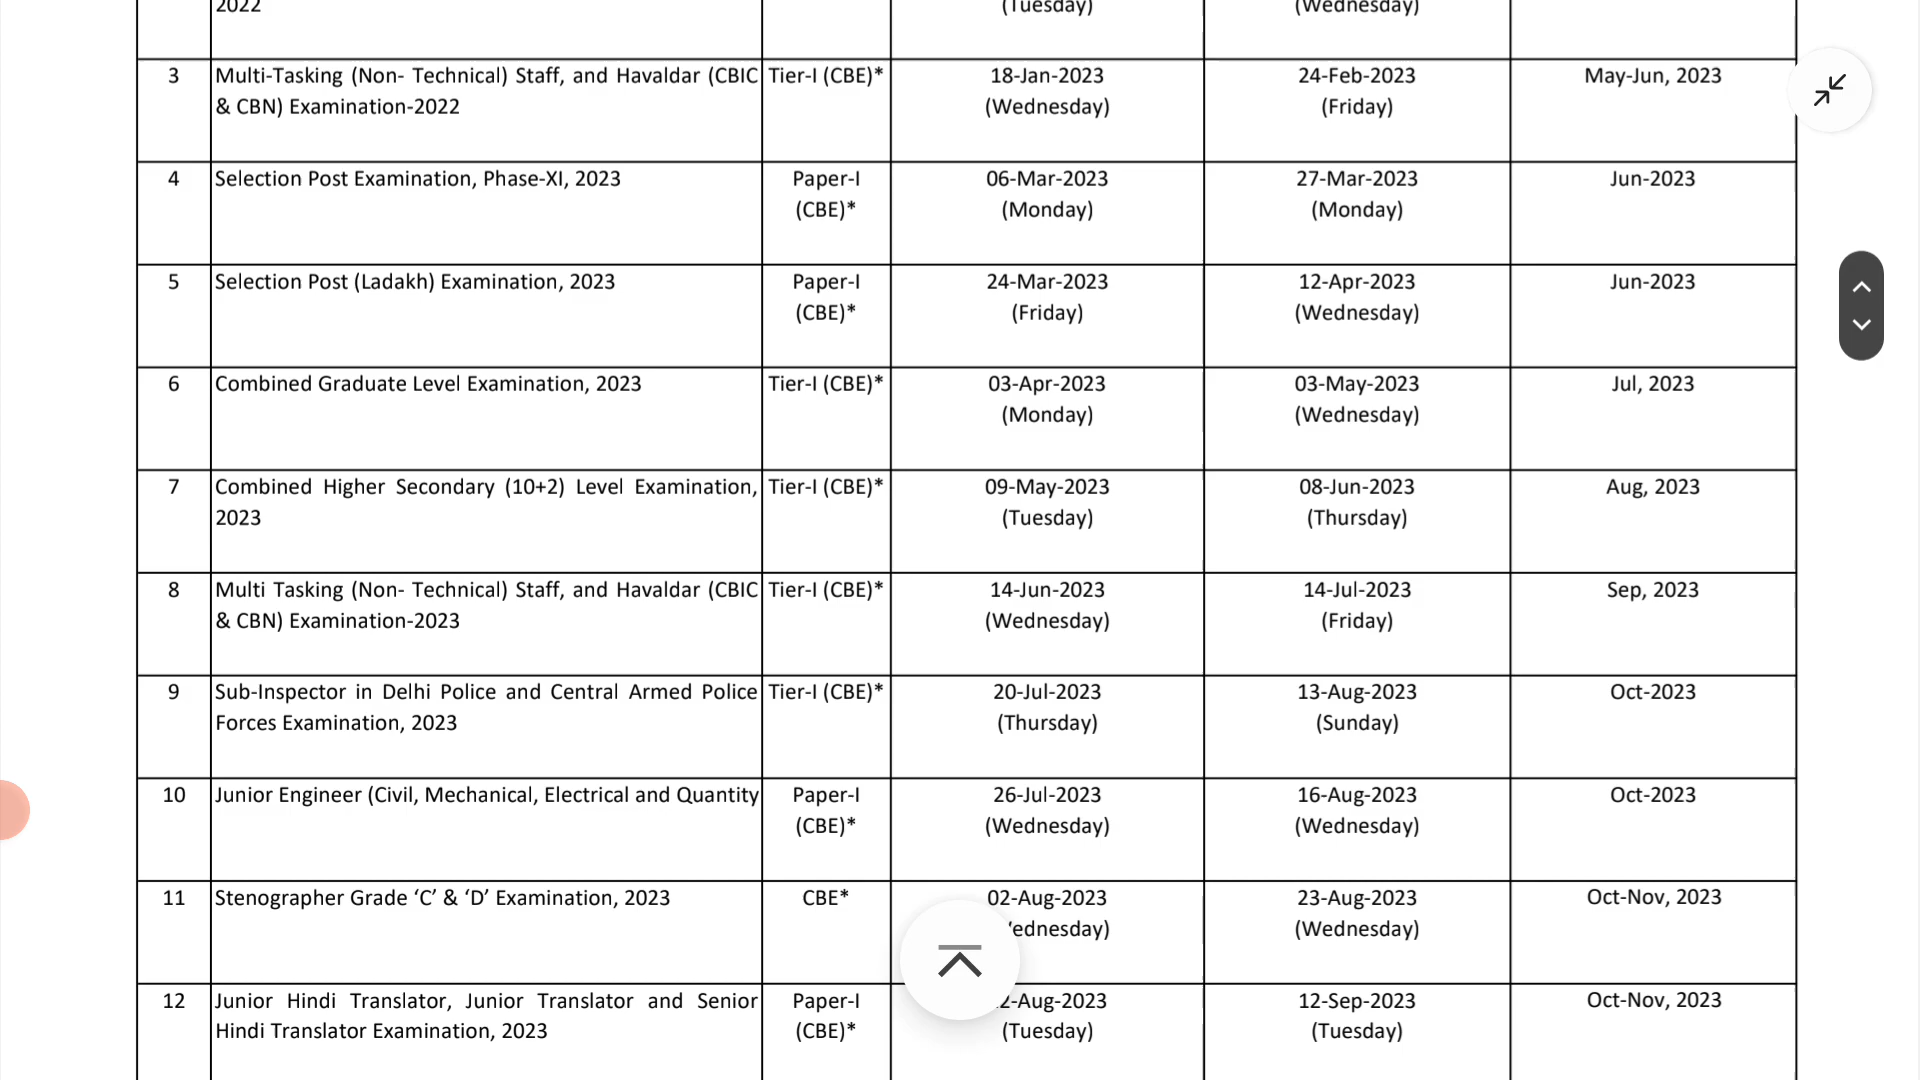 2022 (Tuesday) (Wednesday)
3 Multi-Tasking (Non- Technical) Staff, and Havaldar (CBIC Tier-I (CBE)* 18-Jan-2023 24-Feb-2023 May-Jun, 2023
& CBN) Examination-2022 (Wednesday) (Friday)
4 Selection Post Examination, Phase-XI, 2023 Paper-I 06-Mar-2023 27-Mar-2023 Jun-2023
(CBE)* (Monday) (Monday)
5 Selection Post (Ladakh) Examination, 2023 Paper-I 24-Mar-2023 12-Apr-2023 Jun-2023
(CBE)* (Friday) (Wednesday)
6 Combined Graduate Level Examination, 2023 Tier-I (CBE)* 03-Apr-2023 03-May-2023 Jul, 2023
(Monday) (Wednesday)
7 Combined Higher Secondary (10+2) Level Examination, Tier-I (CBE)* 09-May-2023 08-Jun-2023 Aug, 2023
2023 (Tuesday) (Thursday)
8 Multi Tasking (Non- Technical) Staff, and Havaldar (CBIC Tier-I (CBE)* 14-Jun-2023 14-Jul-2023 Sep, 2023
& CBN) Examination-2023 (Wednesday) (Friday)
9 Sub-Inspector in Delhi Police and Central Armed Police Tier-I (CBE)* 20-Jul-2023 13-Aug-2023 Oct-2023
Forces Examination, 2023 (Thursday) (Sunday)
10 Junior Engineer (Civil, Mechanical, Electrical and Quantity Paper-I 26-Jul-2023 16-Aug-2023 Oct-2023
(CBE)* (Wednesday) (Wednesday)
11 Stenographer Grade ‘C’ & ‘D’ Examination, 2023 CBE* 02-Aug-2023 23-Aug-2023 Oct-Nov, 2023
ednesday) (Wednesday)
12 Junior Hindi Translator, Junior Translator and Senior Paper-I 2-Aug-2023 12-Sep-2023 Oct-Nov, 2023
Hindi Translator Examination, 2023 (CBE)* (Tuesday) (Tuesday)